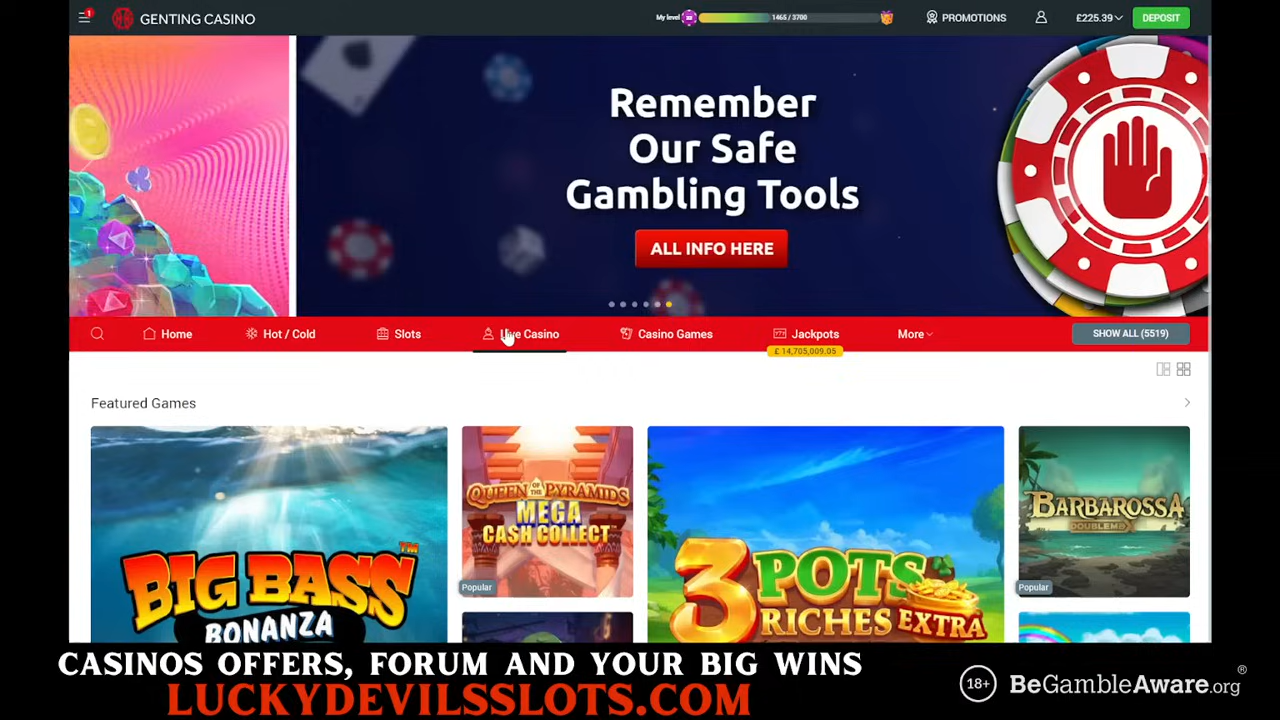 1
GENTING CASINO
My level
1465 / 3700
PROMOTIONS
£225.39
DEPOSIT
Remember
Our Safe
Gambling Tools
ALL INFO HERE
Home
Hot / Cold
Slots
Live Casino
Casino Games
Jackpots
More
SHOW ALL (5519)
£ 14,705,009.05
Featured Games
BIG BASS
BONANZA
™
QUEEN OF THE PYRAMIDS
MEGA
CASH COLLECT™
Popular
3 POTS
RICHES EXTRA
BARBAROSSA
DOUBLEMAX
Popular
CASINOS OFFERS, FORUM AND YOUR BIG WINS
LUCKYDEVILSSLOTS.COM
18+
BeGambleAware.org®